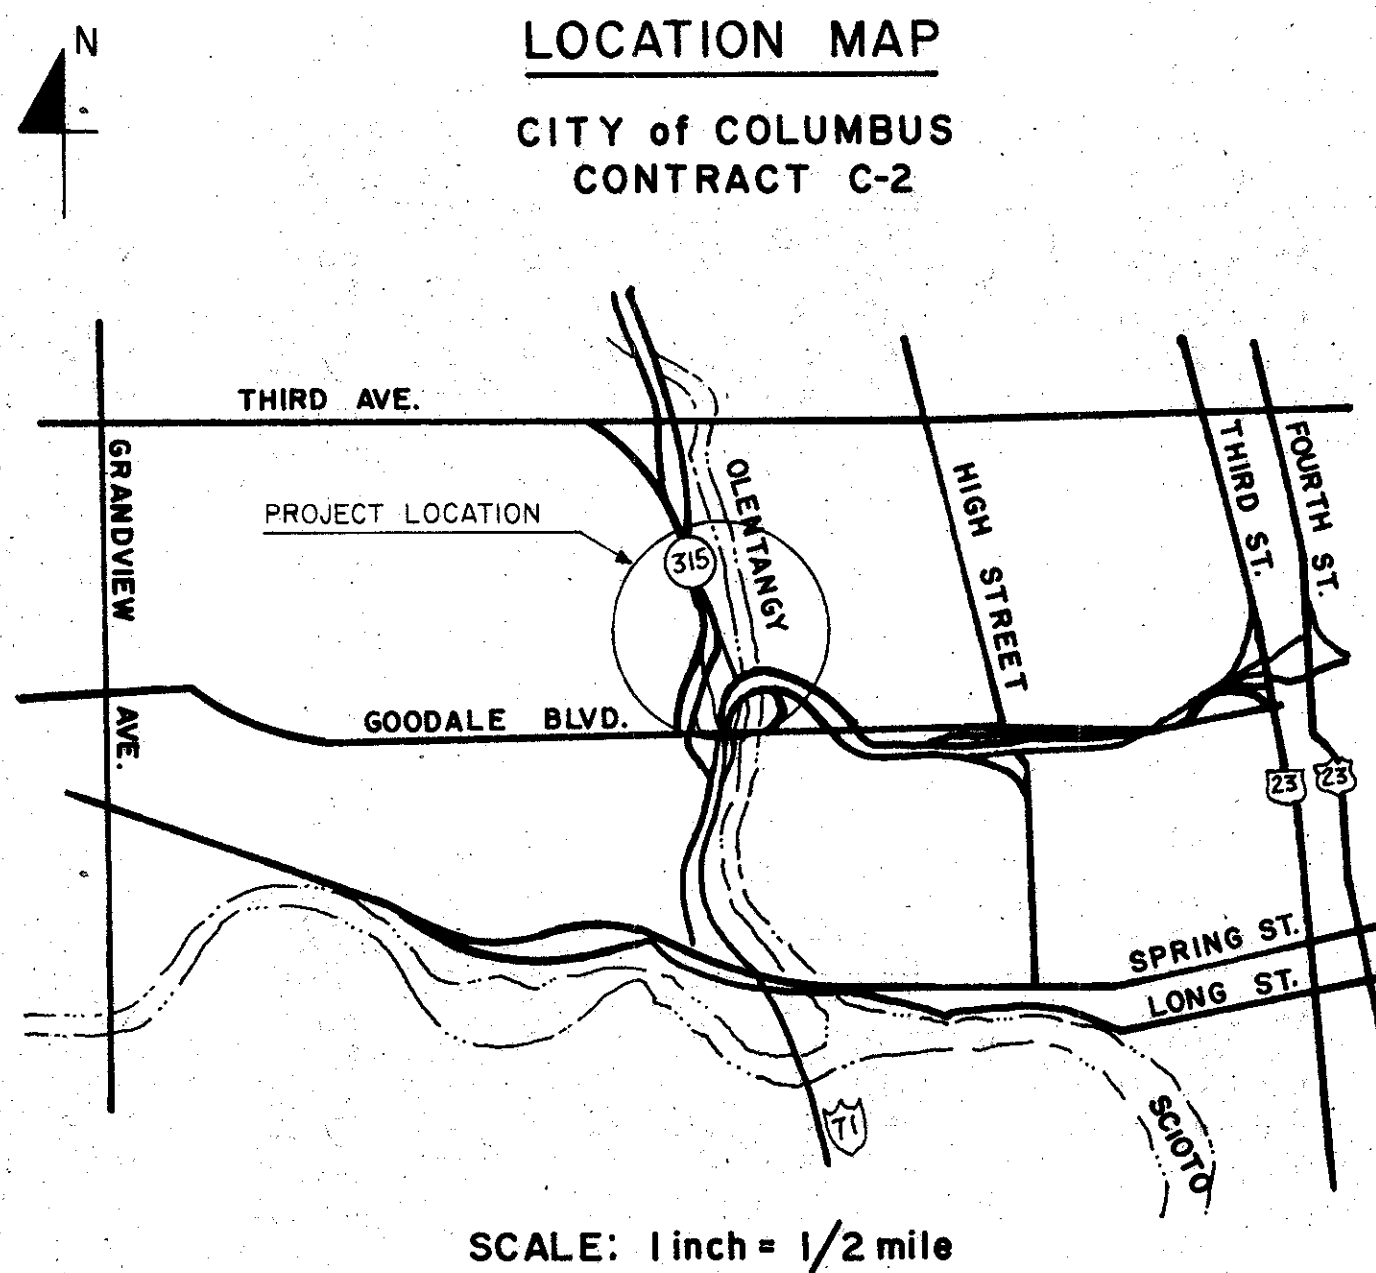 N
LOCATION MAP
CITY of COLUMBUS
CONTRACT C-2
THIRD AVE.
GRANDVIEW
AVE.
PROJECT LOCATION
315
OLENTANGY
HIGH STREET
THIRD ST.
FOURTH ST.
GOODALE BLVD.
23
23
SPRING ST.
LONG ST.
71
SCIOTO
SCALE: 1 inch = 1/2 mile